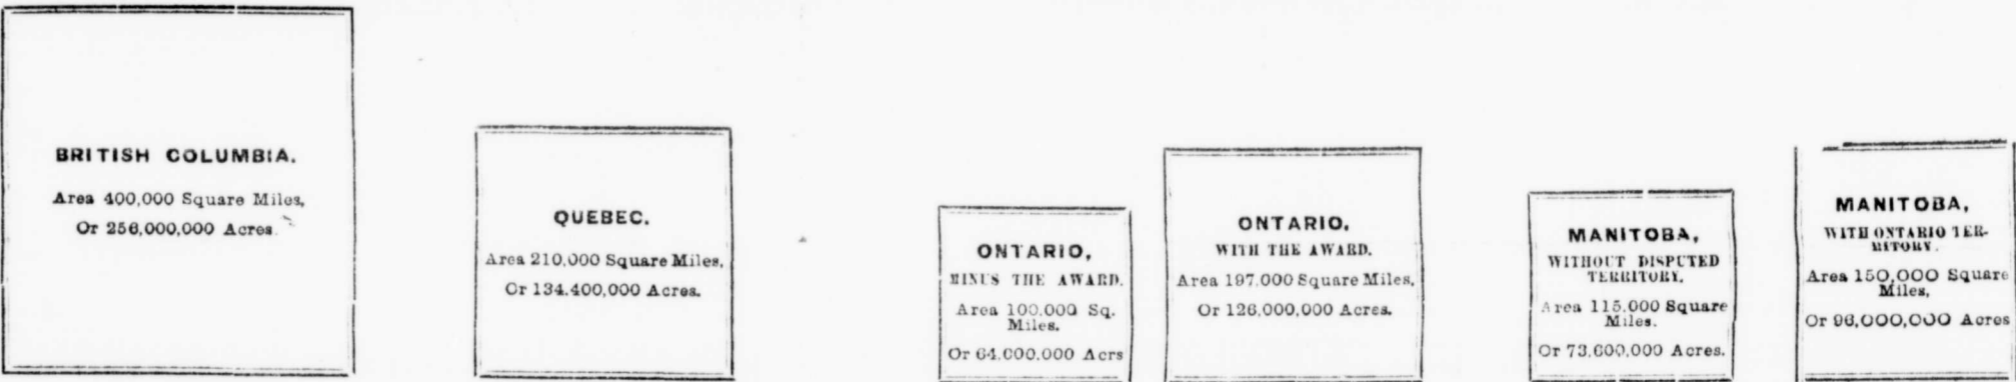 BRITISH COLUMBIA.
Area 400,000 Square Miles,
Or 256,000,000 Acres.
QUEBEC.
Area 210,000 Square Miles,
Or 134,400,000 Acres.
ONTARIO,
MINUS THE AWARD.
Area 100,000 Sq.
Miles.
Or 64,000,000 Acrs
ONTARIO,
WITH THE AWARD.
Area 197,000 Square Miles,
Or 126,000,000 Acres.
MANITOBA,
WITHOUT DISPUTED
TERRITORY.
Area 115,000 Square
Miles.
Or 73,600,000 Acres.
MANITOBA,
WITH ONTARIO TER-
RITORY.
Area 150,000 Square
Miles,
Or 96,000,000 Acres